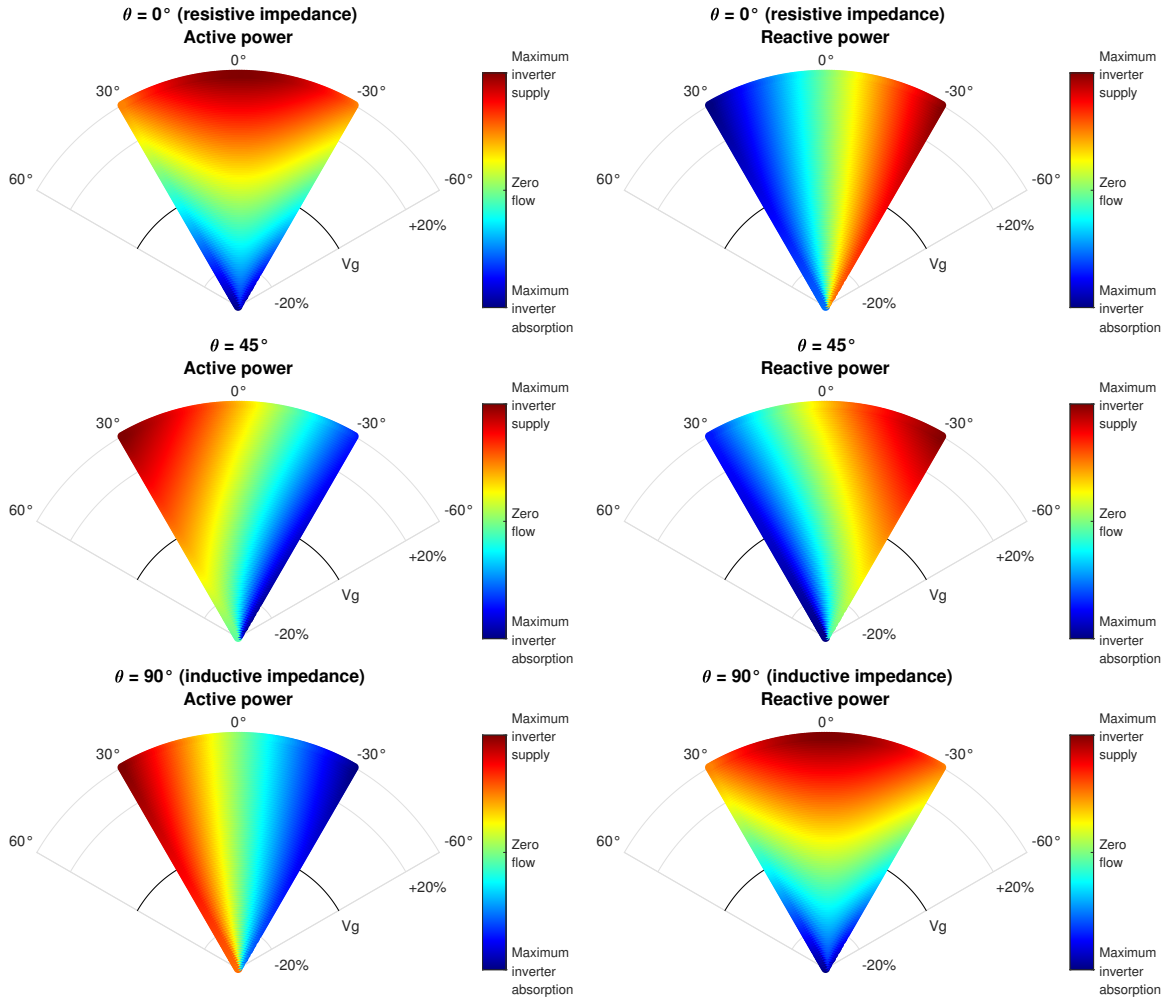 θ = 0° (resistive impedance)
Active power
0°
30°
-30°
60°
-60°
+20%
Vg
-20%
Maximum
inverter
supply
Zero
flow
Maximum
inverter
absorption
θ = 0° (resistive impedance)
Reactive power
0°
30°
-30°
60°
-60°
+20%
Vg
-20%
Maximum
inverter
supply
Zero
flow
Maximum
inverter
absorption
θ = 45°
Active power
0°
30°
-30°
60°
-60°
+20%
Vg
-20%
Maximum
inverter
supply
Zero
flow
Maximum
inverter
absorption
θ = 45°
Reactive power
0°
30°
-30°
60°
-60°
+20%
Vg
-20%
Maximum
inverter
supply
Zero
flow
Maximum
inverter
absorption
θ = 90° (inductive impedance)
Active power
0°
30°
-30°
60°
-60°
+20%
Vg
-20%
Maximum
inverter
supply
Zero
flow
Maximum
inverter
absorption
θ = 90° (inductive impedance)
Reactive power
0°
30°
-30°
60°
-60°
+20%
Vg
-20%
Maximum
inverter
supply
Zero
flow
Maximum
inverter
absorption